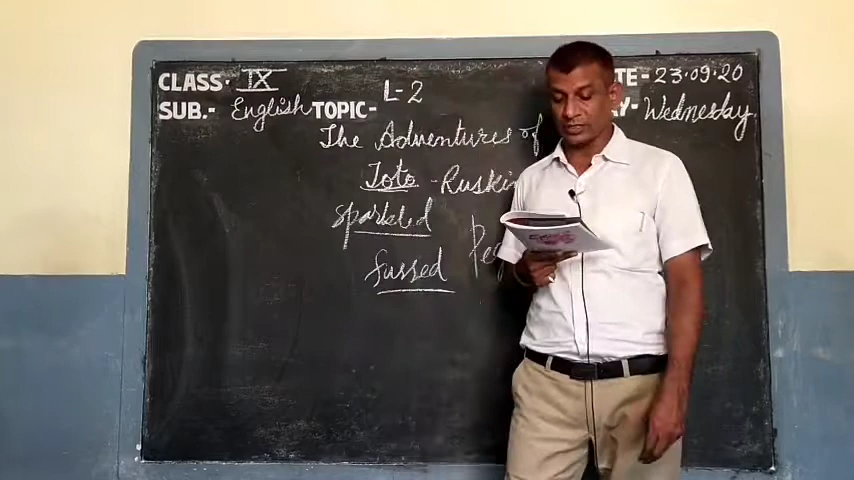 CLASS - IX
SUB. - English TOPIC - L-2
The Adventures of
Toto - Ruskin
sparkled
fussed
TE - 23.09.20
Y- Wednesday